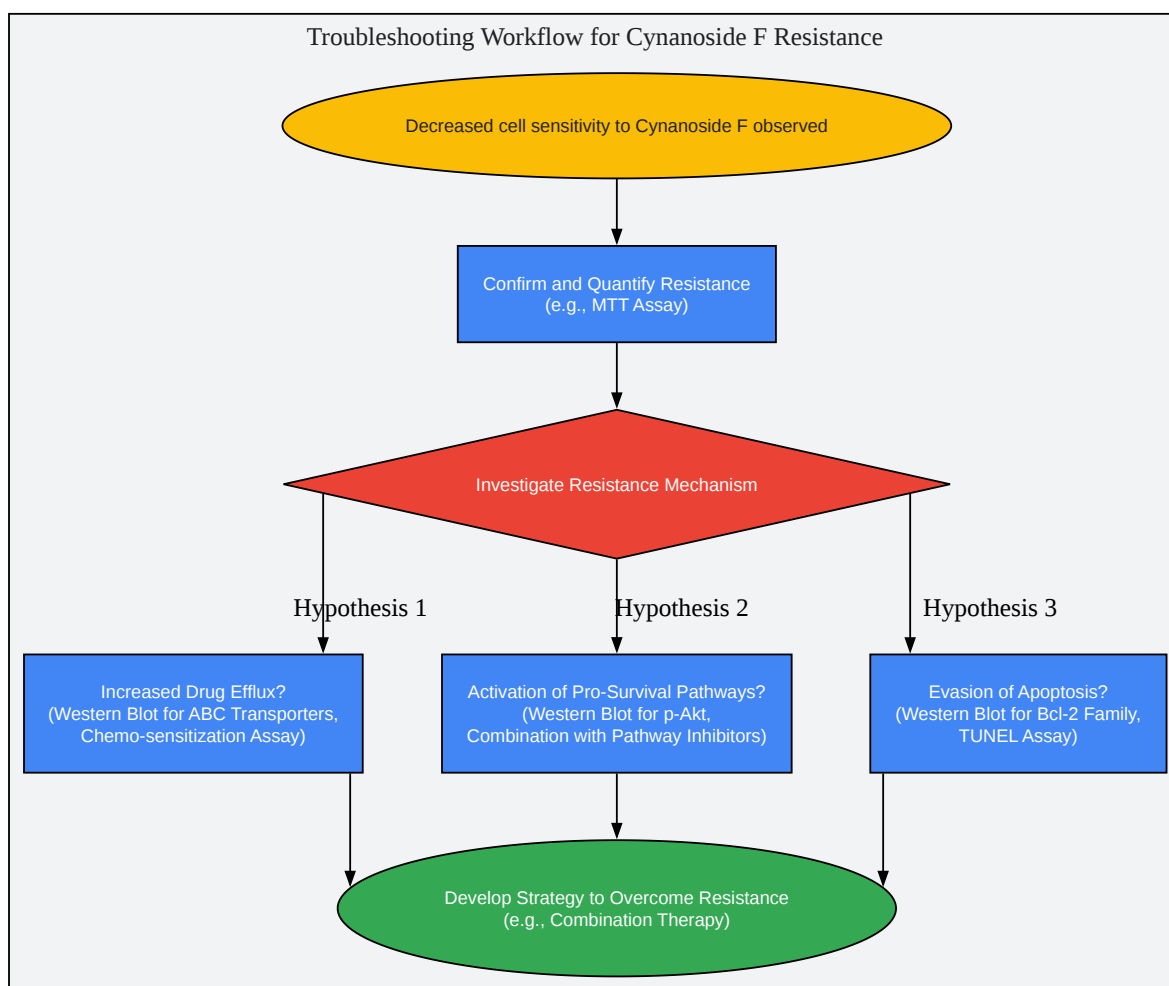 Troubleshooting Workflow for Cynanoside F Resistance
Decreased cell sensitivity to Cynanoside F observed
Confirm and Quantify Resistance
(e.g., MTT Assay)
Investigate Resistance Mechanism
Hypothesis 1
Hypothesis 2
Hypothesis 3
Increased Drug Efflux?
(Western Blot for ABC Transporters,
Chemo-sensitization Assay)
Activation of Pro-Survival Pathways?
(Western Blot for p-Akt,
Combination with Pathway Inhibitors)
Evasion of Apoptosis?
(Western Blot for Bcl-2 Family,
TUNEL Assay)
Develop Strategy to Overcome Resistance
(e.g., Combination Therapy)